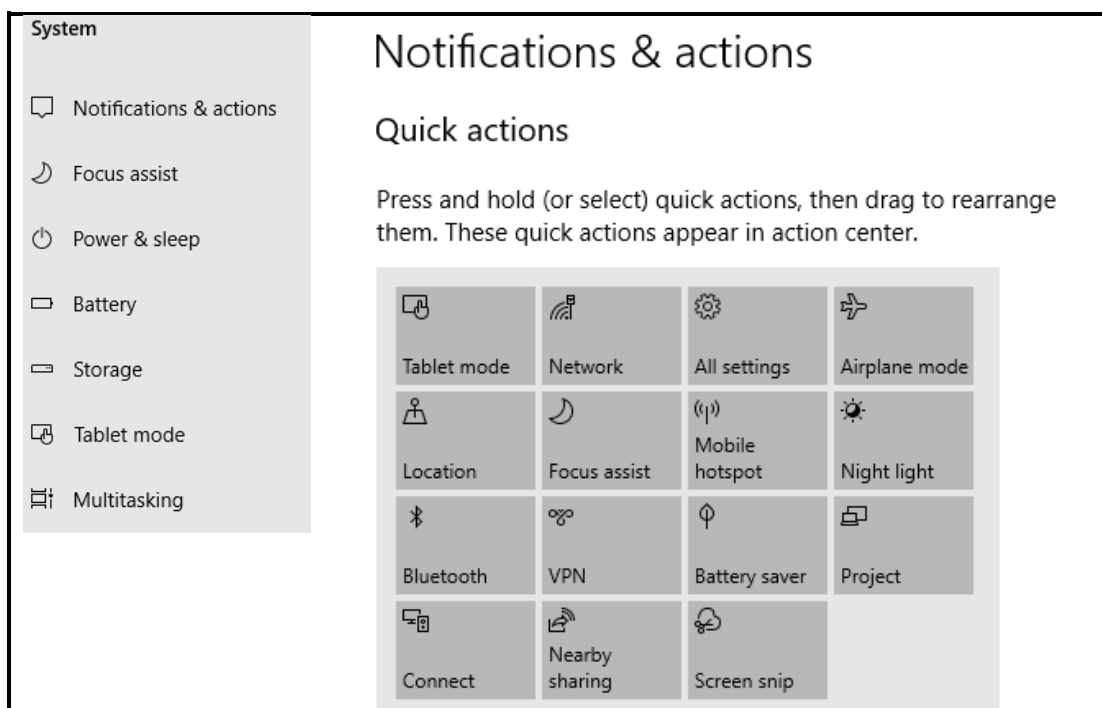 System
Notifications & actions
Focus assist
Power & sleep
Battery
Storage
Tablet mode
Multitasking
Notifications & actions
Quick actions
Press and hold (or select) quick actions, then drag to rearrange
them. These quick actions appear in action center.
Tablet mode
Network
All settings
Airplane mode
Location
Focus assist
Mobile
hotspot
Night light
Bluetooth
VPN
Battery saver
Project
Connect
Nearby
sharing
Screen snip